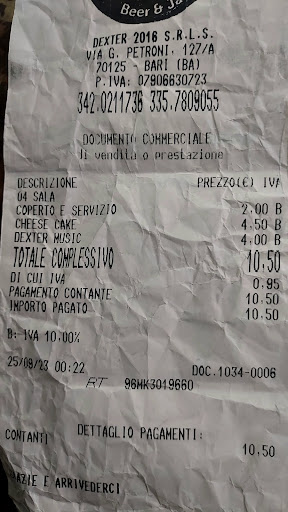 Beer & Ja
DEXTER 2016 S.R.L.S.
VIA G. PETRONI, 127/A
70125 - BARI (BA)
P.IVA: 07906630723
342.0211736 335.7809055
DOCUMENTO COMMERCIALE
di vendita o prestazione
DESCRIZIONE PREZZO(€) IVA
04 SALA
COPERTO E SERVIZIO 2,00 B
CHEESE CAKE 4,50 B
DEXTER MUSIC 4,00 B
TOTALE COMPLESSIVO 10,50
DI CUI IVA 0,95
PAGAMENTO CONTANTE 10,50
IMPORTO PAGATO 10,50
B: IVA 10,00%
25/09/23 00:22 DOC.1034-0006
RT 96MK3019660
DETTAGLIO PAGAMENTI:
CONTANTI 10,50
AZIE E ARRIVEDERCI